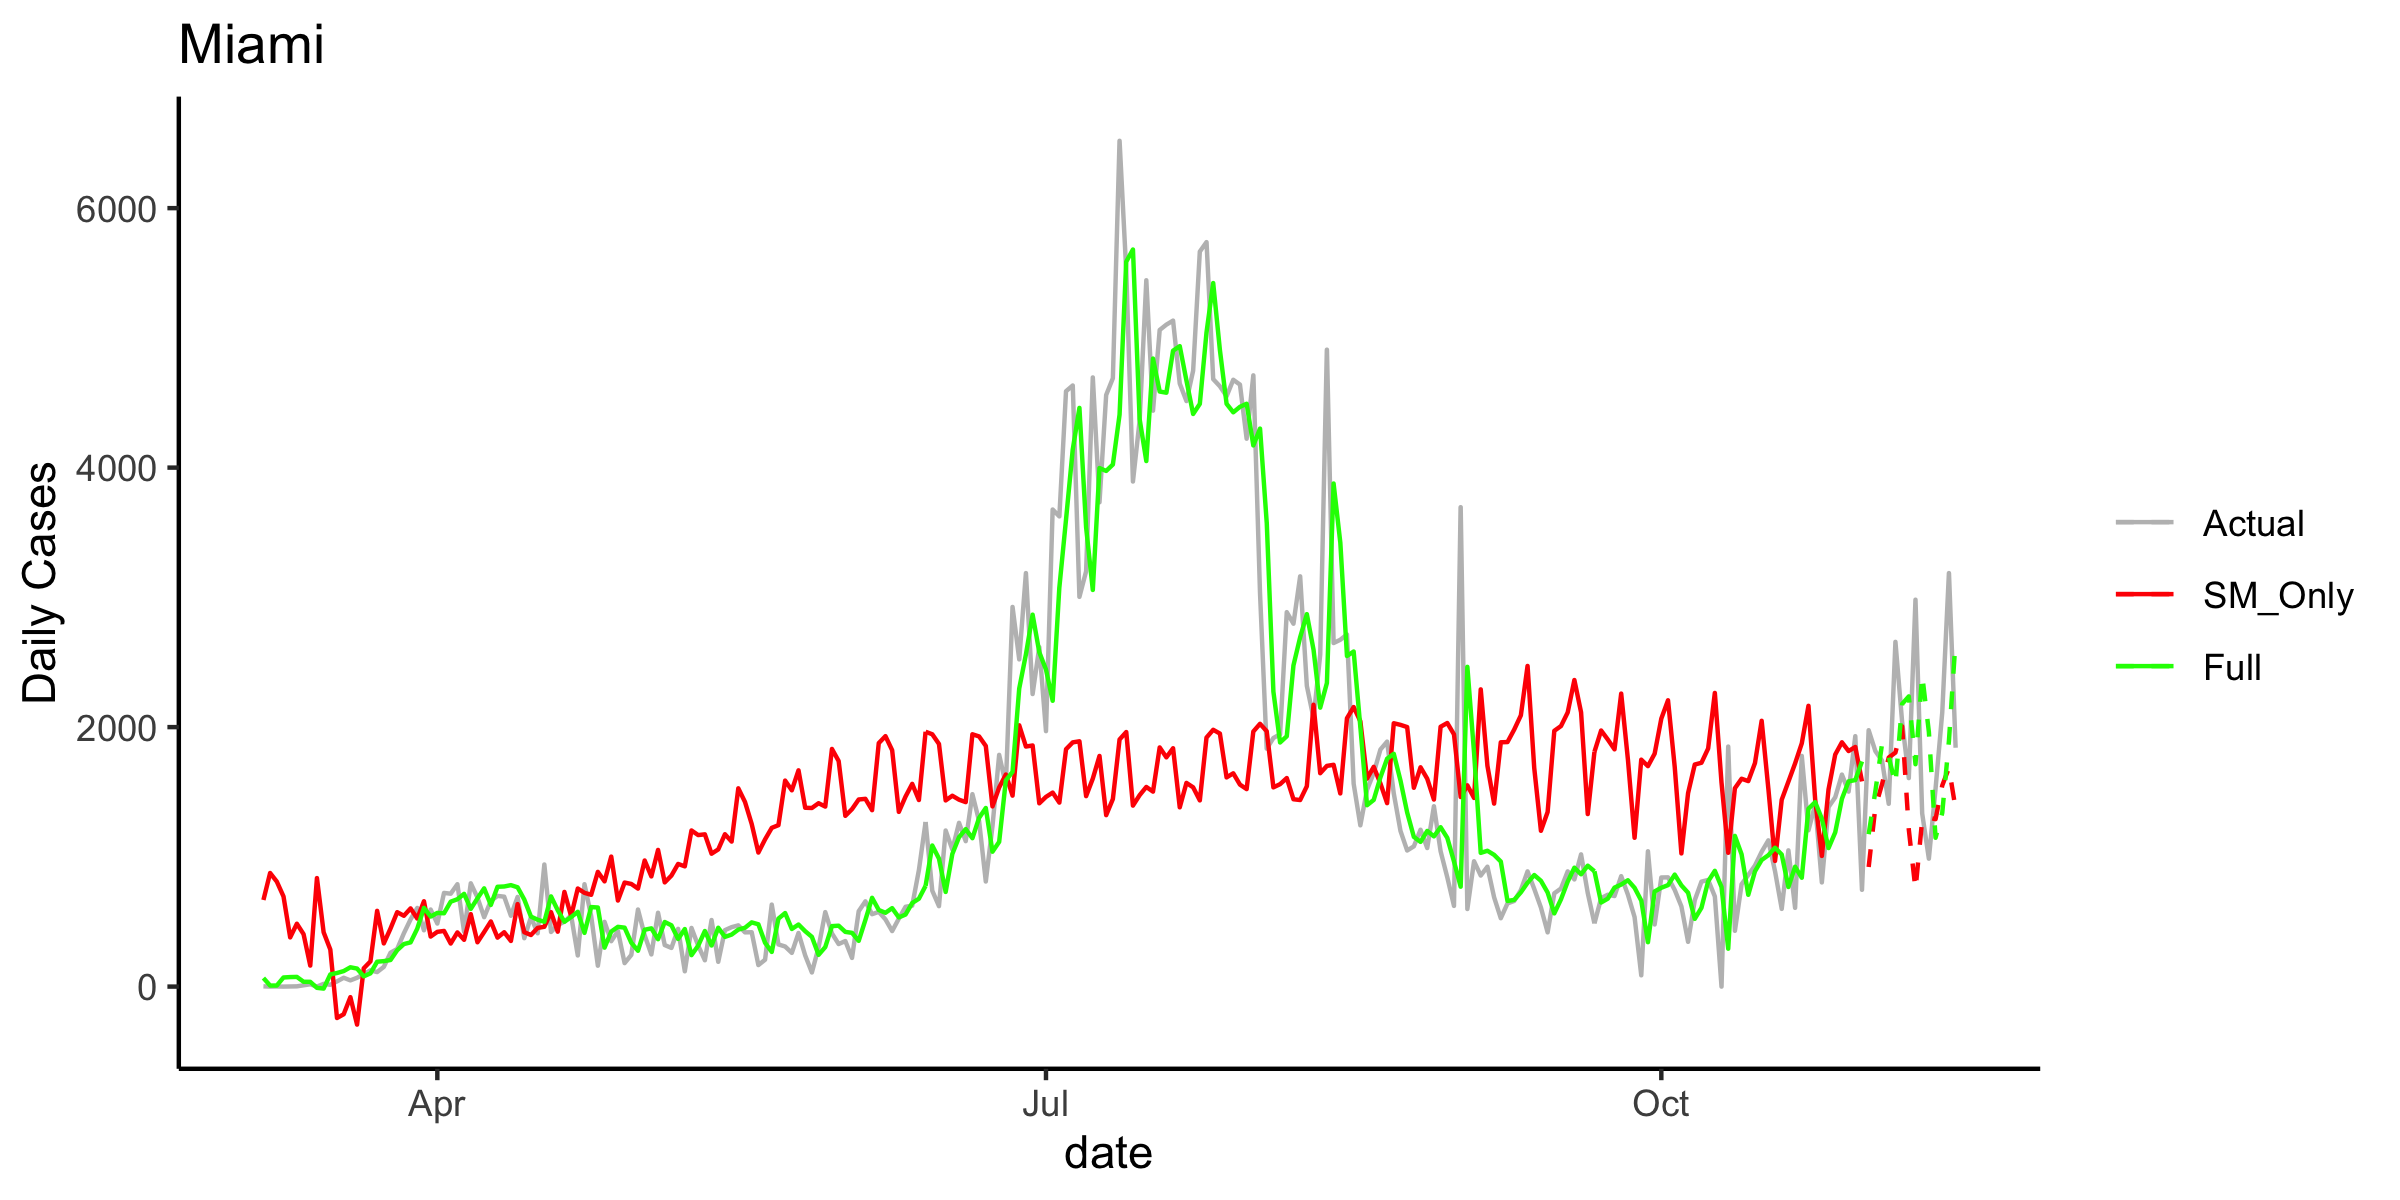 Miami
Daily Cases
6000
4000
2000
0
Apr
Jul
Oct
date
Actual
SM_Only
Full